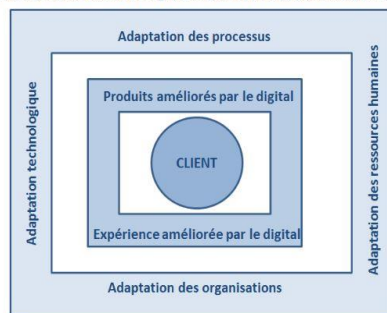 Adaptation des processus
Adaptation technologique
Produits améliorés par le digital
CLIENT
Expérience améliorée par le digital
Adaptation des ressources humaines
Adaptation des organisations